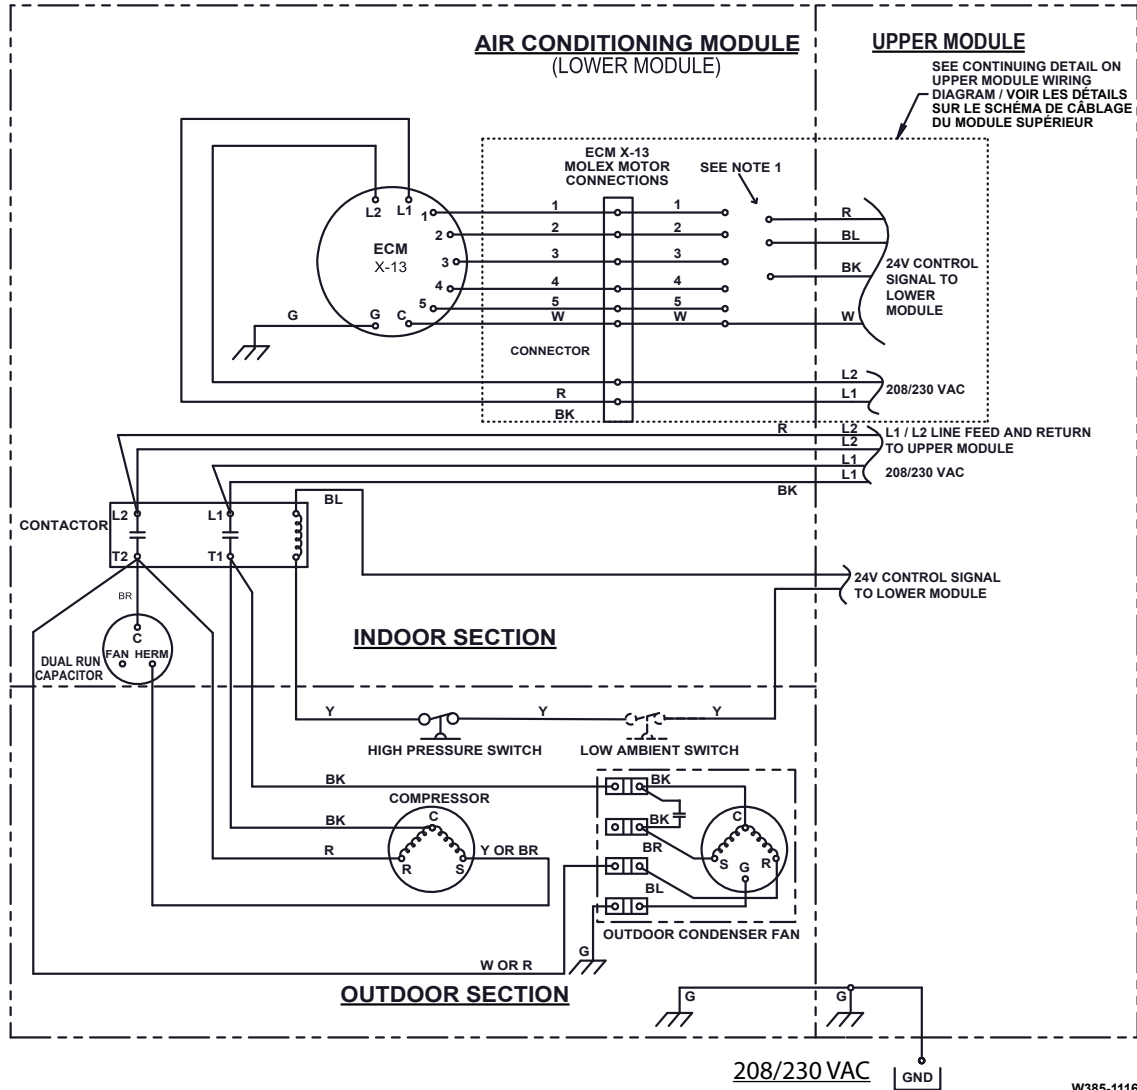 AIR CONDITIONING MODULE
(LOWER MODULE)
UPPER MODULE
SEE CONTINUING DETAIL ON
UPPER MODULE WIRING
DIAGRAM / VOIR LES DÉTAILS
SUR LE SCHÉMA DE CÂBLAGE
DU MODULE SUPÉRIEUR
ECM X-13
MOLEX MOTOR
CONNECTIONS
SEE NOTE 1
L2 L1
ECM
X-13
1 1 1 R
2 2 2 BL
3 3 3 BK
4 4 4
5 5 5
G G C W W W
24V CONTROL
SIGNAL TO
LOWER
MODULE
CONNECTOR
L2
R L1
BK
208/230 VAC
R L2
L2
L1
L1
BK
L1 / L2 LINE FEED AND RETURN
TO UPPER MODULE
208/230 VAC
CONTACTOR
L2 L1 BL
T2 T1
24V CONTROL SIGNAL
TO LOWER MODULE
BR
C
FAN HERM
DUAL RUN
CAPACITOR
INDOOR SECTION
Y Y Y
HIGH PRESSURE SWITCH
LOW AMBIENT SWITCH
BK BK
COMPRESSOR
BK C BK C
R R S Y OR BR BR S G R
BL
OUTDOOR CONDENSER FAN
G
W OR R
OUTDOOR SECTION
G G
208/230 VAC
GND
W385-1116